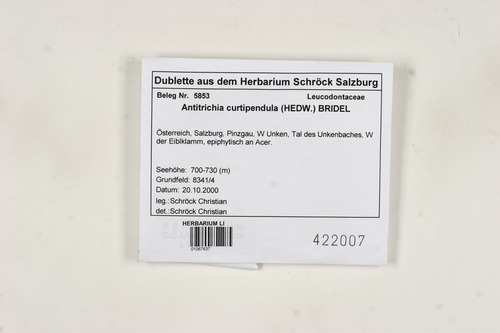 Dublette aus dem Herbarium Schröck Salzburg
Beleg Nr. 5853 Leucodontaceae
Antitrichia curtipendula (HEDW.) BRIDEL
Österreich, Salzburg, Pinzgau, W Unken, Tal des Unkenbaches, W
der Eiblklamm, epiphytisch an Acer.
Seehöhe: 700-730 (m)
Grundfeld: 8341/4
Datum: 20.10.2000
leg.:Schröck Christian
det.:Schröck Christian
HERBARIUM LI
422007